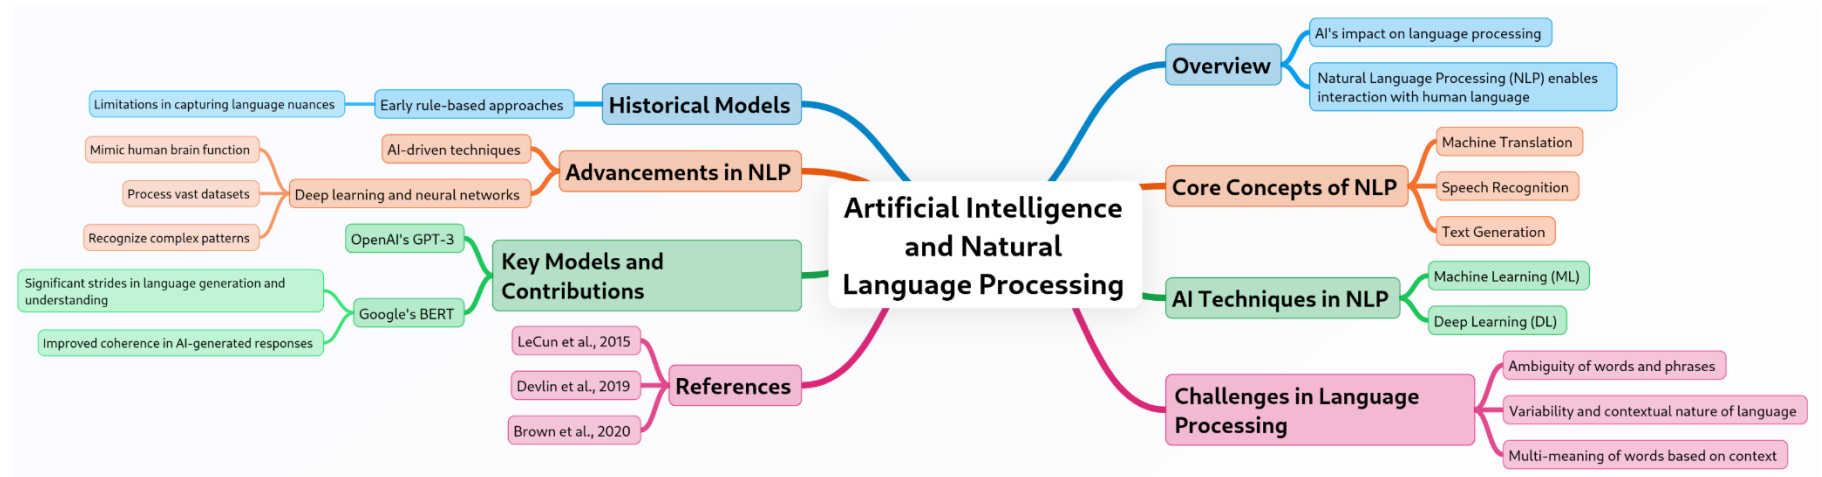 Artificial Intelligence
and Natural
Language Processing
Overview
AI's impact on language processing
Natural Language Processing (NLP) enables
interaction with human language
Core Concepts of NLP
Machine Translation
Speech Recognition
Text Generation
AI Techniques in NLP
Machine Learning (ML)
Deep Learning (DL)
Challenges in Language
Processing
Ambiguity of words and phrases
Variability and contextual nature of language
Multi-meaning of words based on context
Historical Models
Early rule-based approaches
Limitations in capturing language nuances
Advancements in NLP
AI-driven techniques
Deep learning and neural networks
Mimic human brain function
Process vast datasets
Recognize complex patterns
Key Models and
Contributions
OpenAI's GPT-3
Google's BERT
Significant strides in language generation and
understanding
Improved coherence in AI-generated responses
References
LeCun et al., 2015
Devlin et al., 2019
Brown et al., 2020